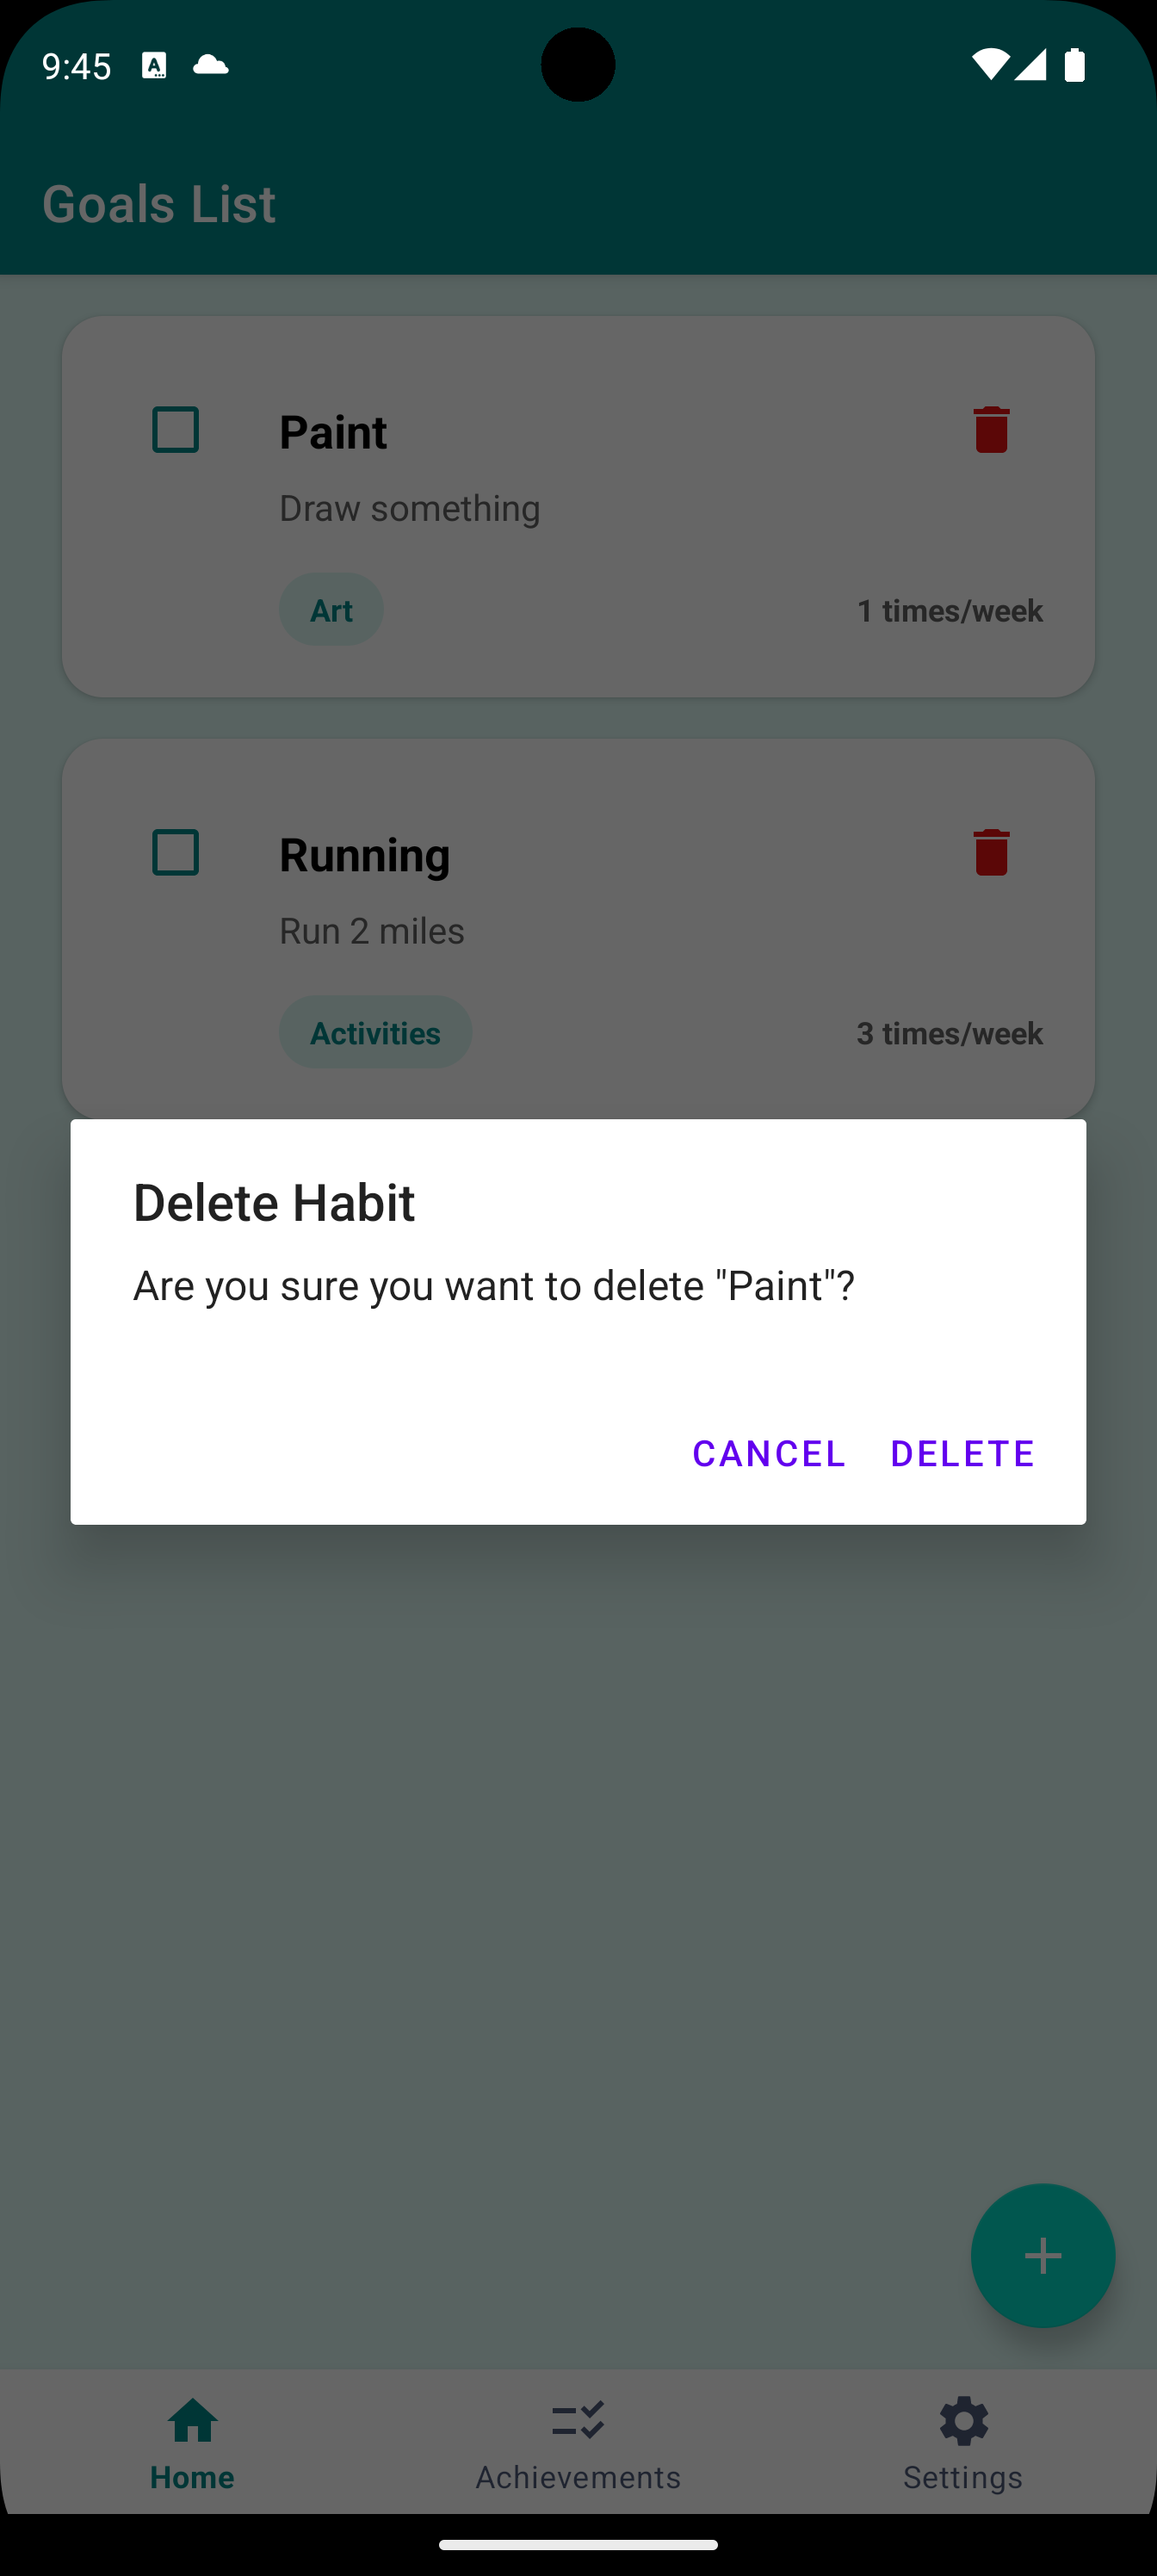 9:45
Goals List
Paint
Draw something
Art
1 times/week
Running
Run 2 miles
Activities
3 times/week
Delete Habit
Are you sure you want to delete "Paint"?
CANCEL DELETE
Home Achievements Settings